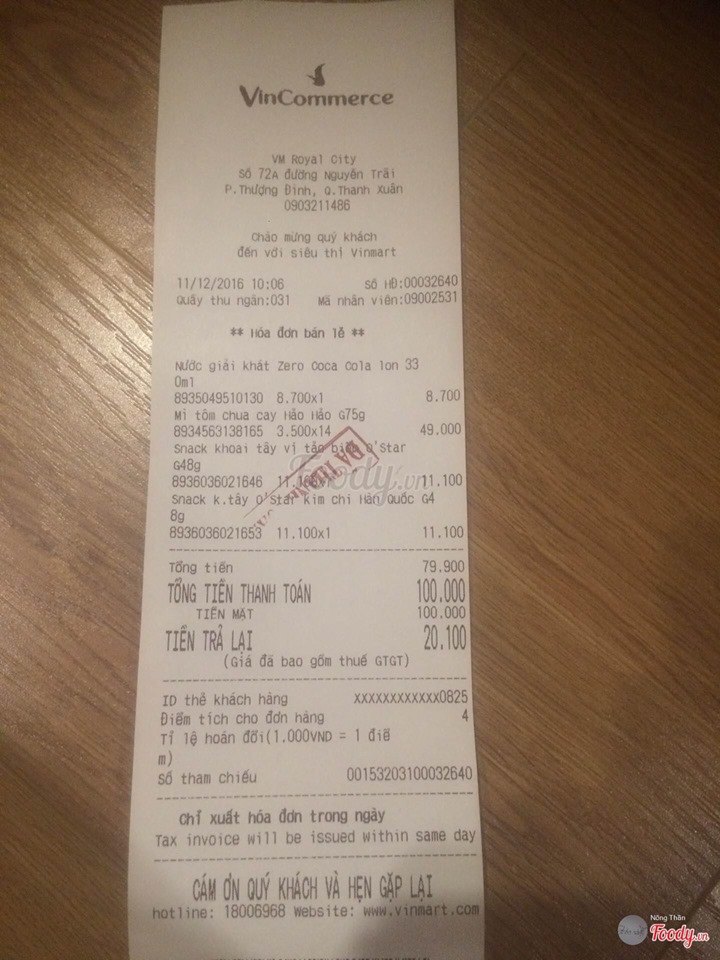 VinCommerce
VM Royal City
Số 72A đường Nguyễn Trãi
P.Thượng Đình, Q.Thanh Xuân
0903211486
Chào mừng quý khách
đến với siêu thị Vinmart
11/12/2016 10:06 Số HĐ:00032640
Quầy thu ngân:031 Mã nhân viên:09002531
** Hóa đơn bán lẻ **
Nước giải khát Zero Coca Cola lon 33
0ml
8935049510130 8.700x1 8.700
Mì tôm chua cay Hảo Hảo G75g
8934563138165 3.500x14 49.000
Snack khoai tây vị tảo biển O'Star
G48g
8936036021646 11.100x1 11.100
Snack k.tây O'Star kim chi Hàn Quốc G4
8g
8936036021653 11.100x1 11.100
Tổng tiền 79.900
TỔNG TIỀN THANH TOÁN 100.000
TIỀN MẶT 100.000
TIỀN TRẢ LẠI 20.100
(Giá đã bao gồm thuế GTGT)
ID thẻ khách hàng XXXXXXXXXXXX0825
Điểm tích cho đơn hàng 4
Tỉ lệ hoán đổi(1.000VND = 1 điể
m)
Số tham chiếu 00153203100032640
Chỉ xuất hóa đơn trong ngày
Tax invoice will be issued within same day
CÁM ƠN QUÝ KHÁCH VÀ HẸN GẶP LẠI
hotline: 18006968 Website: www.vinmart.com
Foody.vn
Nông Thần
Foody.vn